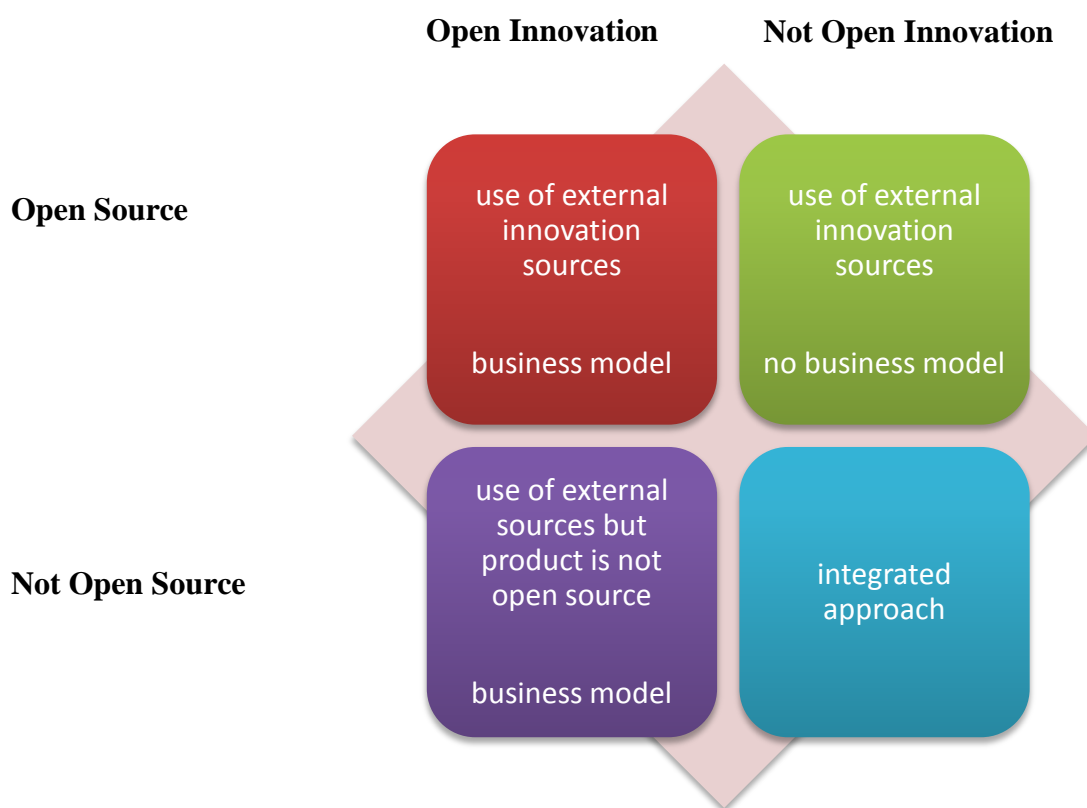 Open Innovation
Not Open Innovation
Open Source
use of external
innovation
sources
business model
use of external
innovation
sources
no business model
Not Open Source
use of external
sources but
product is not
open source
business model
integrated
approach